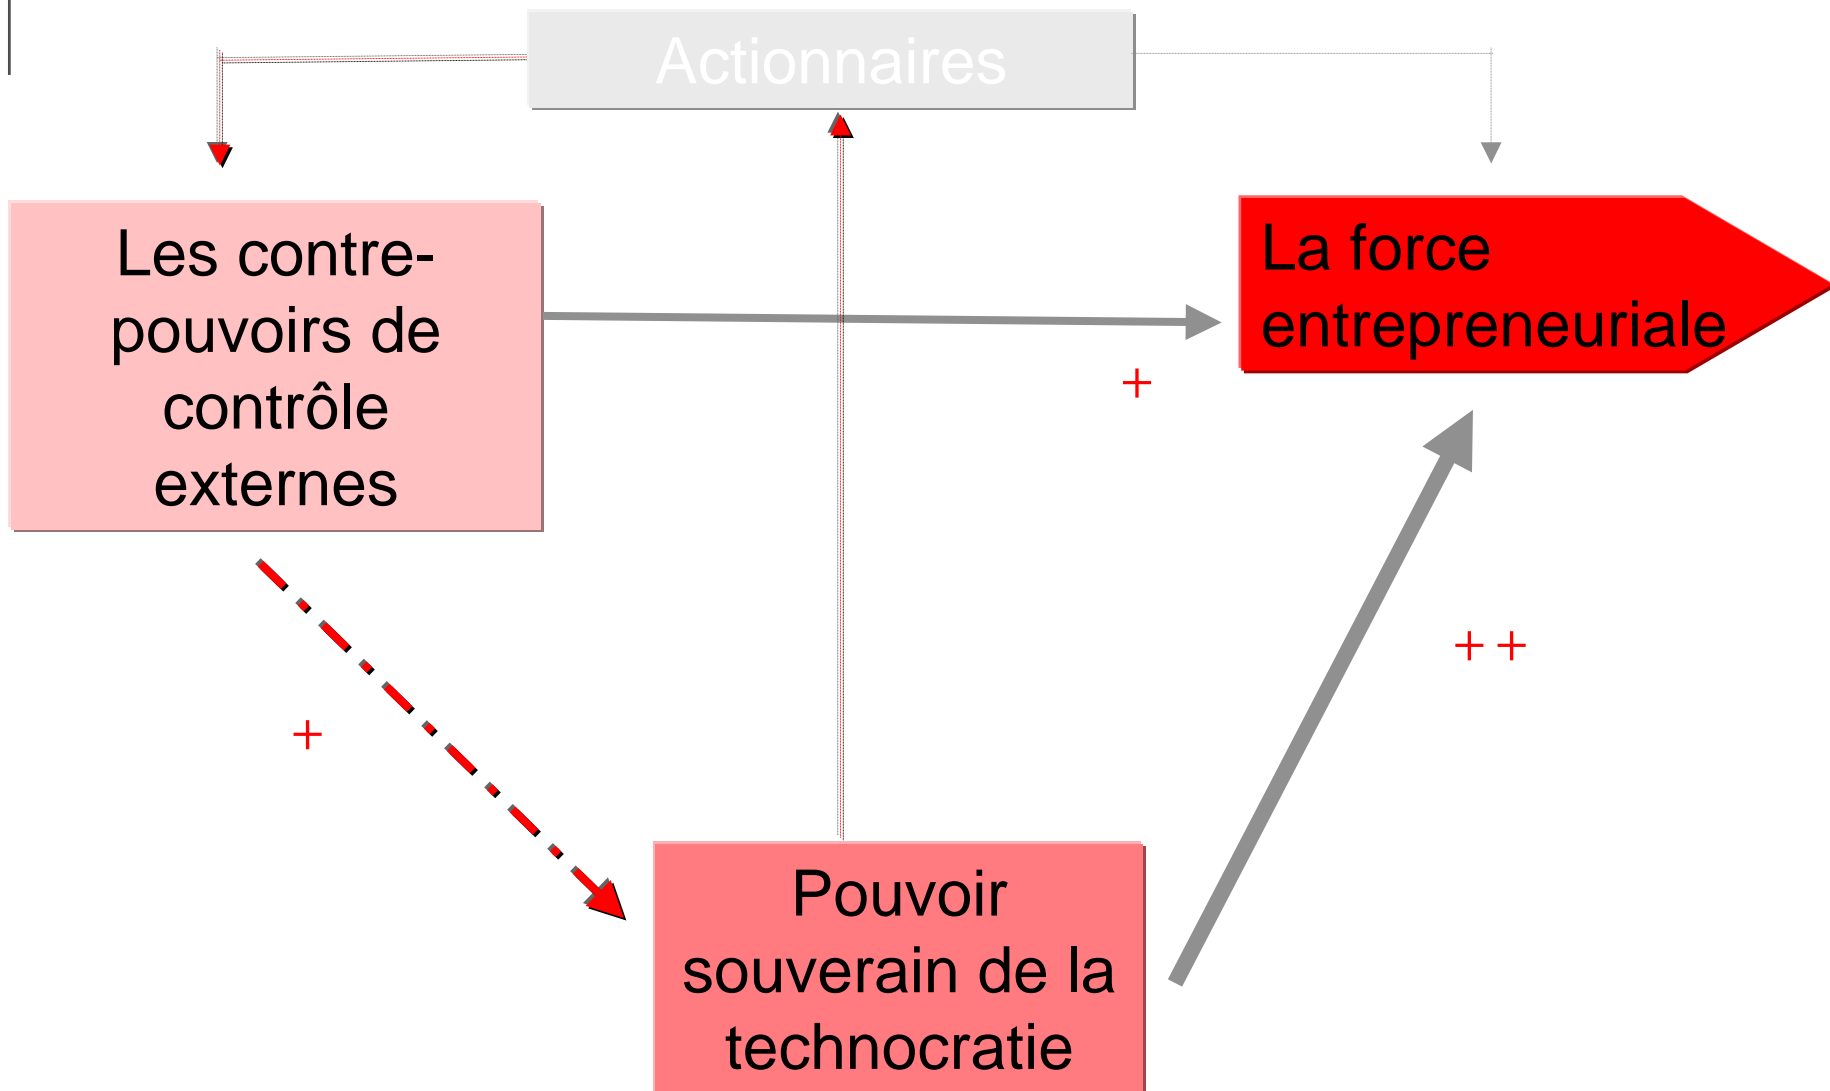 Actionnaires
Les contre-
pouvoirs de
contrôle
externes
La force
entrepreneuriale
+
+ +
+
Pouvoir
souverain de la
technocratie